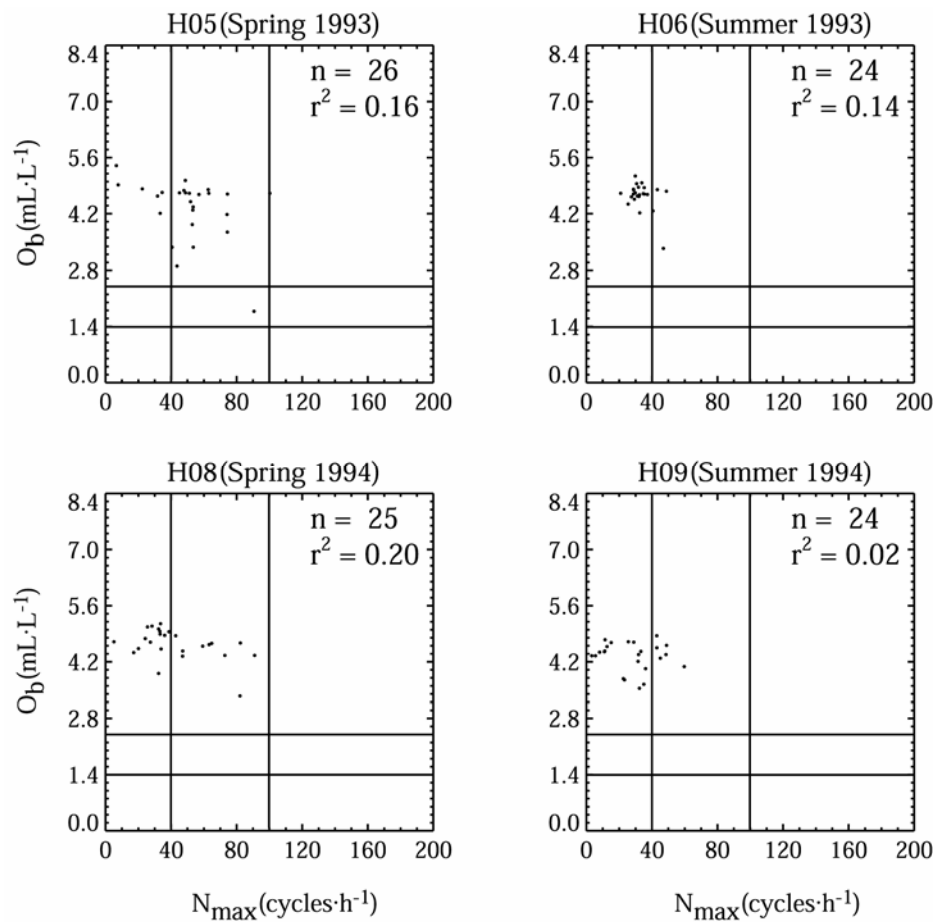 H05(Spring 1993)
n = 26
r² = 0.16
8.4
7.0
5.6
4.2
2.8
1.4
0.0
O_b(mL·L⁻¹)
0 40 80 120 160 200
H06(Summer 1993)
n = 24
r² = 0.14
8.4
7.0
5.6
4.2
2.8
1.4
0.0
0 40 80 120 160 200
H08(Spring 1994)
n = 25
r² = 0.20
8.4
7.0
5.6
4.2
2.8
1.4
0.0
O_b(mL·L⁻¹)
0 40 80 120 160 200
N_max(cycles·h⁻¹)
H09(Summer 1994)
n = 24
r² = 0.02
8.4
7.0
5.6
4.2
2.8
1.4
0.0
0 40 80 120 160 200
N_max(cycles·h⁻¹)